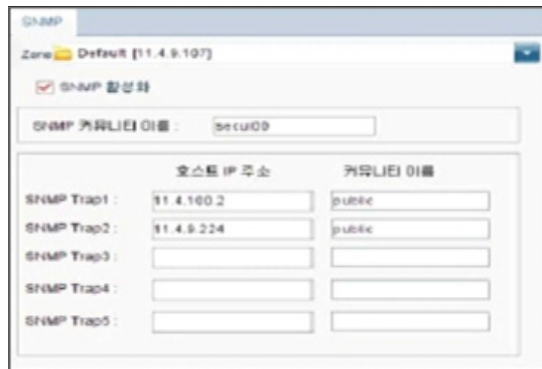 SNMP
Zone Default [11.4.9.107]
SNMP 활성화
SNMP 커뮤니티 이름 :
호스트 IP 주소 커뮤니티 이름
SNMP Trap1 : 11.4.160.2 public
SNMP Trap2 : 11.4.9.224 public
SNMP Trap3 :
SNMP Trap4 :
SNMP Trap5 :